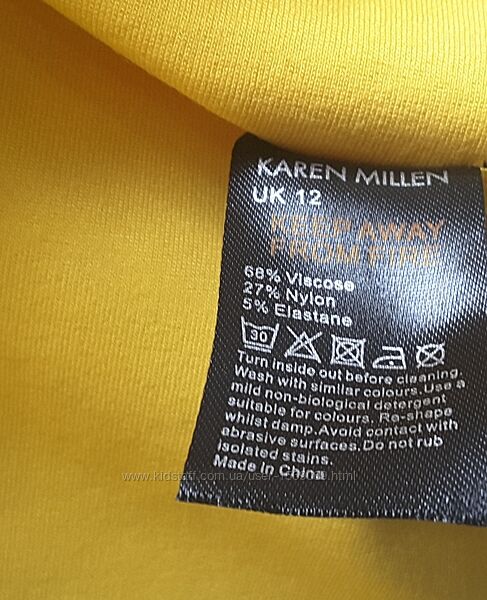 KAREN MILLEN
UK 12
KEEP AWAY
FROM FIRE
68% Viscose
27% Nylon
5% Elastane
30
Turn inside out before cleaning.
Wash with similar colours. Use a
mild non-biological detergent
suitable for colours. Re-shape
whilst damp. Avoid contact with
abrasive surfaces. Do not rub
isolated stains.
Made in China